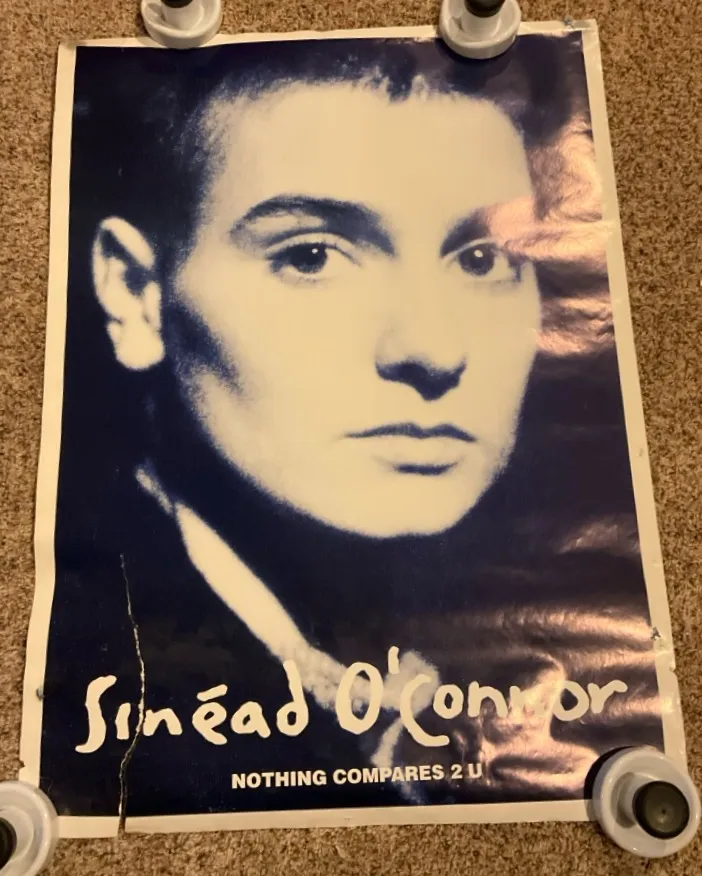 Sinéad O'Connor
NOTHING COMPARES 2 U